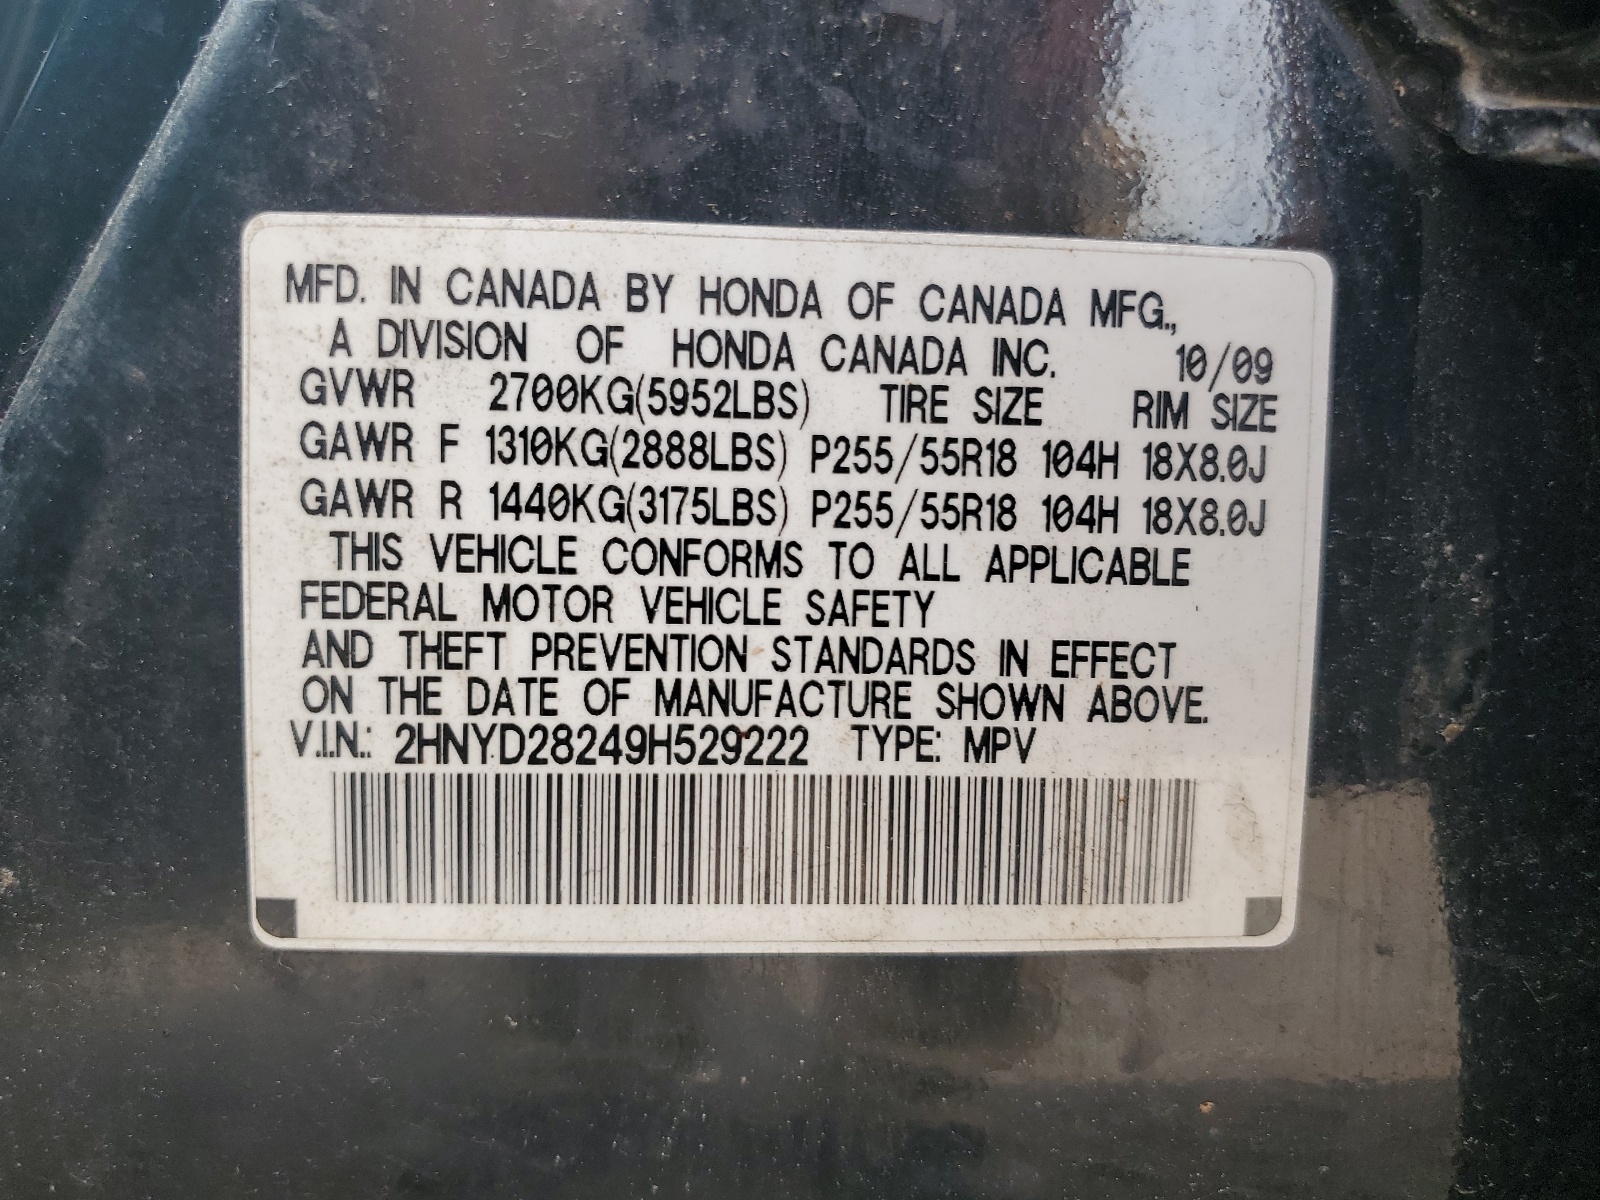 MFD. IN CANADA BY HONDA OF CANADA MFG.,
A DIVISION OF HONDA CANADA INC. 10/09
GVWR 2700KG(5952LBS) TIRE SIZE RIM SIZE
GAWR F 1310KG(2888LBS) P255/55R18 104H 18X8.0J
GAWR R 1440KG(3175LBS) P255/55R18 104H 18X8.0J
THIS VEHICLE CONFORMS TO ALL APPLICABLE
FEDERAL MOTOR VEHICLE SAFETY
AND THEFT PREVENTION STANDARDS IN EFFECT
ON THE DATE OF MANUFACTURE SHOWN ABOVE.
V.I.N.: 2HNYD28249H529222 TYPE: MPV